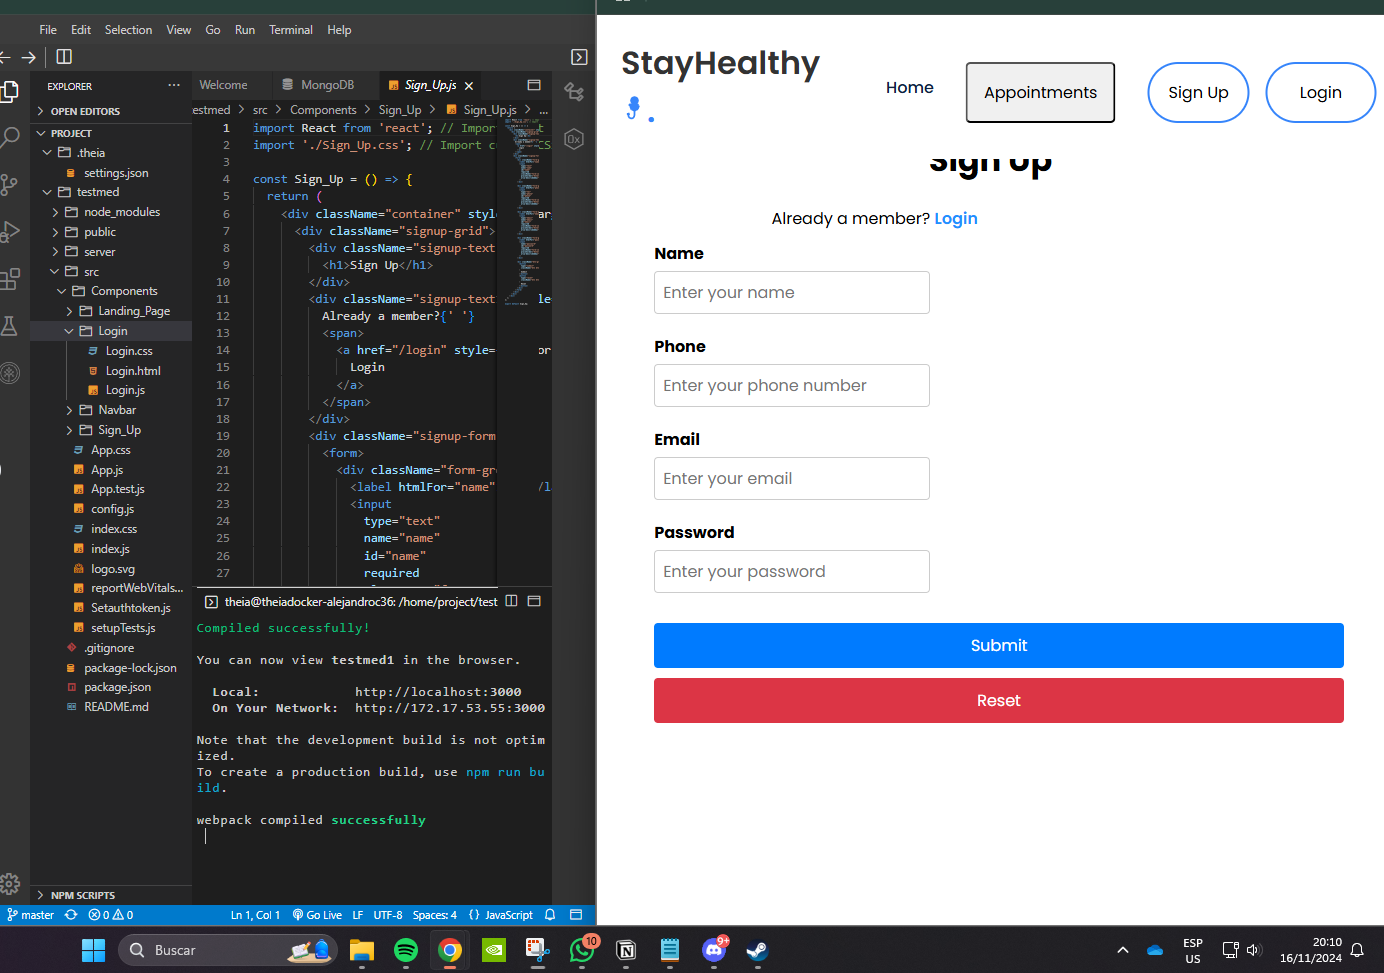 File Edit Selection View Go Run Terminal Help
EXPLORER
OPEN EDITORS
PROJECT
.theia
settings.json
testmed
node_modules
public
server
src
Components
Landing_Page
Login
Login.css
Login.html
Login.js
Navbar
Sign_Up
App.css
App.js
App.test.js
config.js
index.css
index.js
logo.svg
reportWebVitals...
Setauthtoken.js
setupTests.js
.gitignore
package-lock.json
package.json
README.md
NPM SCRIPTS
Welcome MongoDB Sign_Up.js
estmed > src > Components > Sign_Up > Sign_Up.js > ...
1 import React from 'react'; // Import
2 import './Sign_Up.css'; // Import cu CS
3
4 const Sign_Up = () => {
5 return (
6 <div className="container" styl
7 <div className="signup-grid">
8 <div className="signup-text
9 <h1>Sign Up</h1>
10 </div>
11 <div className="signup-text
12 Already a member?{' '}
13 <span>
14 <a href="/login" style= or
15 Login
16 </a>
17 </span>
18 </div>
19 <div className="signup-form
20 <form>
21 <div className="form-gr
22 <label htmlFor="name" /l
23 <input
24 type="text"
25 name="name"
26 id="name"
27 required
theia@theiadocker-alejandroc36: /home/project/test
Compiled successfully!
You can now view testmed1 in the browser.
Local: http://localhost:3000
On Your Network: http://172.17.53.55:3000
Note that the development build is not optim
ized.
To create a production build, use npm run bu
ild.
webpack compiled successfully
master 0 0 Ln 1, Col 1 Go Live LF UTF-8 Spaces: 4 {} JavaScript
StayHealthy
Home Appointments Sign Up Login
Sign Up
Already a member? Login
Name
Enter your name
Phone
Enter your phone number
Email
Enter your email
Password
Enter your password
Submit
Reset
Buscar
10
9+
ESP
US
20:10
16/11/2024